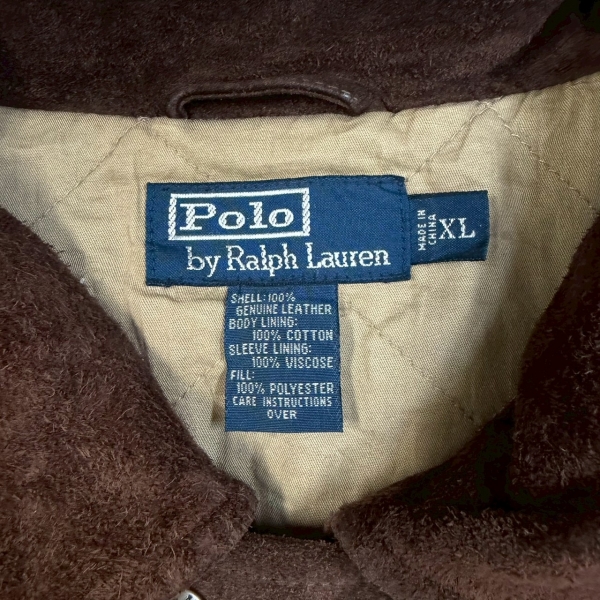 Polo
by Ralph Lauren
MADE IN
CHINA
XL
SHELL: 100%
GENUINE LEATHER
BODY LINING:
100% COTTON
SLEEVE LINING:
100% VISCOSE
FILL:
100% POLYESTER
CARE INSTRUCTIONS
OVER